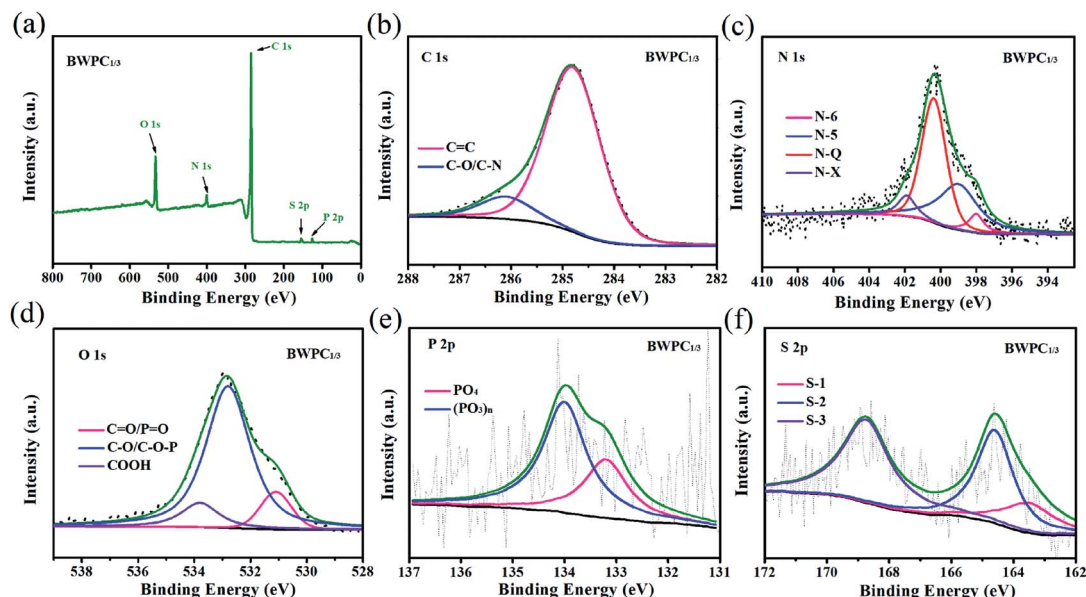 (a)
BWPC1/3
C 1s
O 1s
N 1s
S 2p
P 2p
Intensity (a.u.)
800 700 600 500 400 300 200 100 0
Binding Energy (eV)
(b)
C 1s
BWPC1/3
C=C
C-O/C-N
Intensity (a.u.)
288 287 286 285 284 283 282
Binding Energy (eV)
(c)
N 1s
BWPC1/3
N-6
N-5
N-Q
N-X
Intensity (a.u.)
410 408 406 404 402 400 398 396 394
Binding Energy (eV)
(d)
O 1s
BWPC1/3
C=O/P=O
C-O/C-O-P
COOH
Intensity (a.u.)
538 536 534 532 530 528
Binding Energy (eV)
(e)
P 2p
BWPC1/3
PO4
(PO3)n
Intensity (a.u.)
137 136 135 134 133 132 131
Binding Energy (eV)
(f)
S 2p
BWPC1/3
S-1
S-2
S-3
Intensity (a.u.)
172 170 168 166 164 162
Binding Energy (eV)